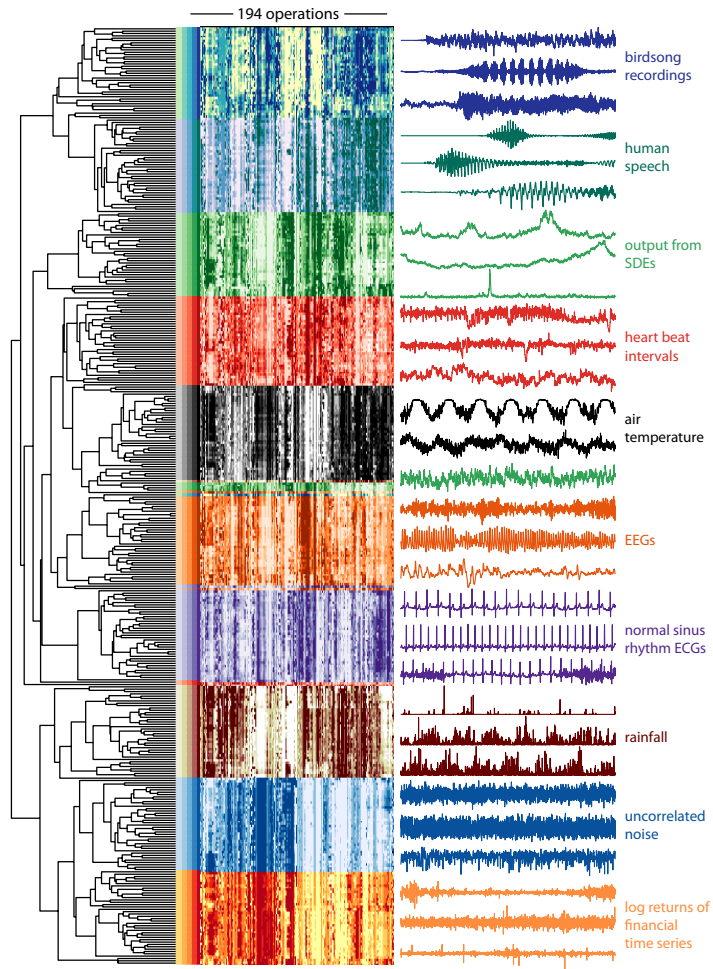 194 operations
birdsong
recordings
human
speech
output from
SDEs
heart beat
intervals
air
temperature
EEGs
normal sinus
rhythm ECGs
rainfall
uncorrelated
noise
log returns of
financial
time series